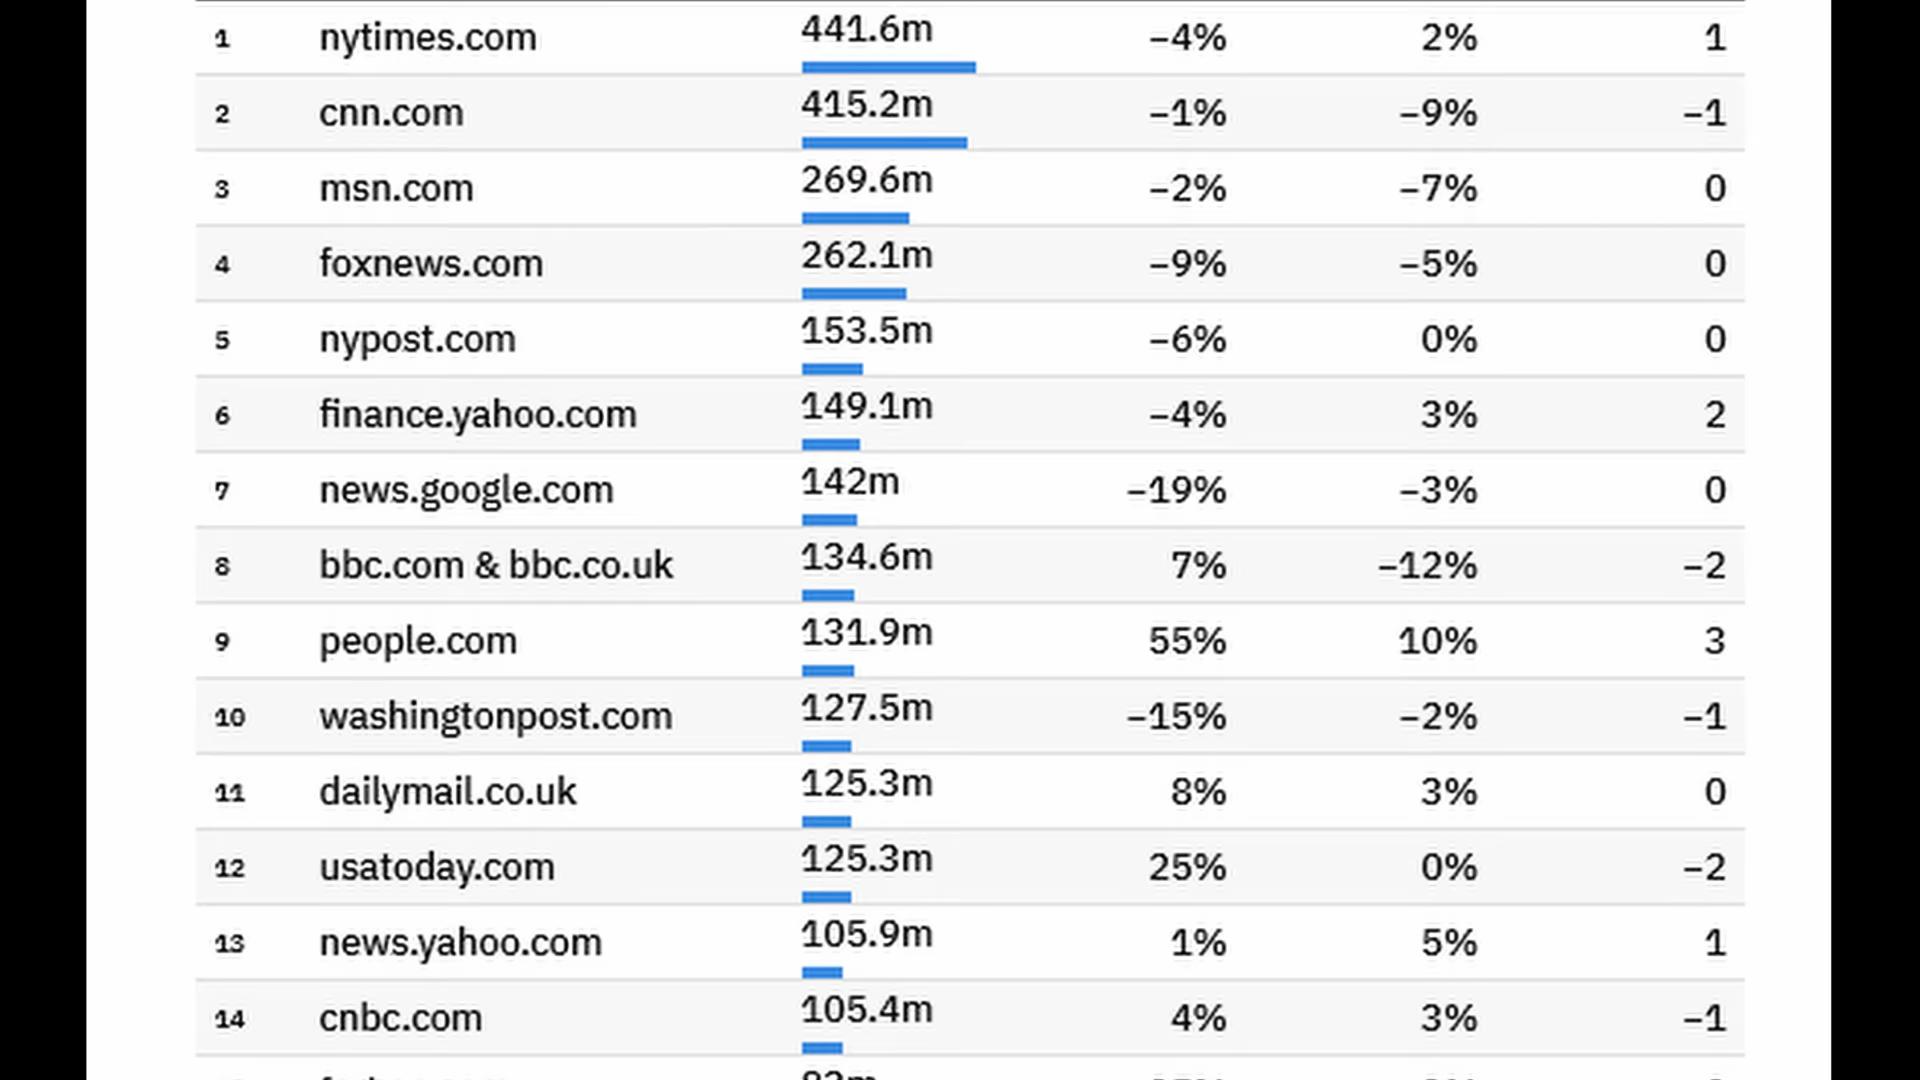 1 nytimes.com 441.6m −4% 2% 1
2 cnn.com 415.2m −1% −9% −1
3 msn.com 269.6m −2% −7% 0
4 foxnews.com 262.1m −9% −5% 0
5 nypost.com 153.5m −6% 0% 0
6 finance.yahoo.com 149.1m −4% 3% 2
7 news.google.com 142m −19% −3% 0
8 bbc.com & bbc.co.uk 134.6m 7% −12% −2
9 people.com 131.9m 55% 10% 3
10 washingtonpost.com 127.5m −15% −2% −1
11 dailymail.co.uk 125.3m 8% 3% 0
12 usatoday.com 125.3m 25% 0% −2
13 news.yahoo.com 105.9m 1% 5% 1
14 cnbc.com 105.4m 4% 3% −1